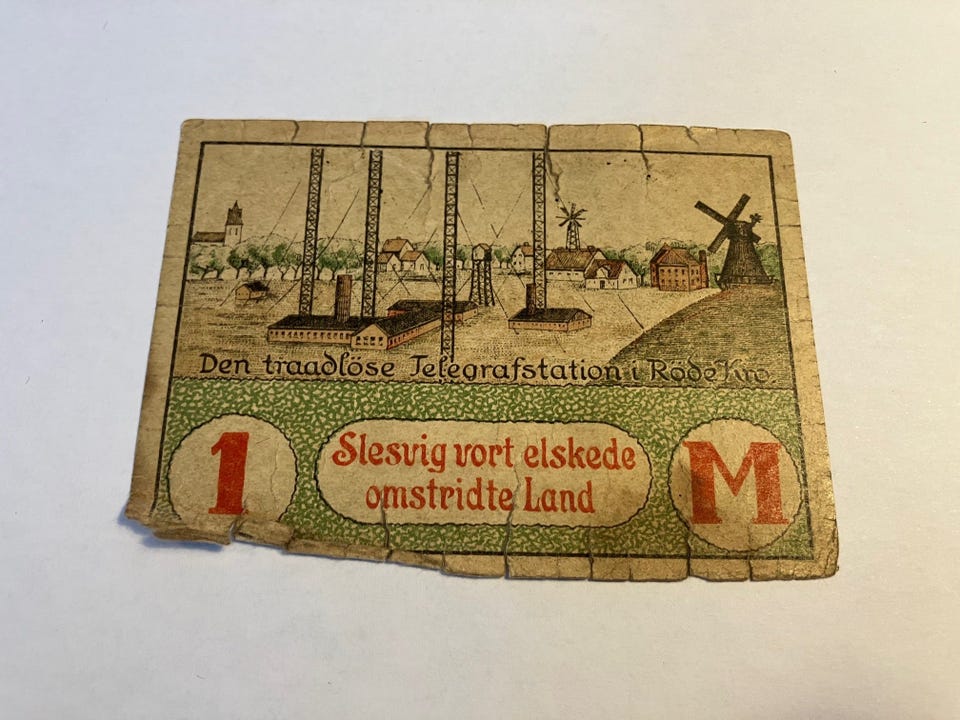 Den traadlöse Telegrafstation i Röde Kro
1
Slesvig vort elskede
omstridte Land
M